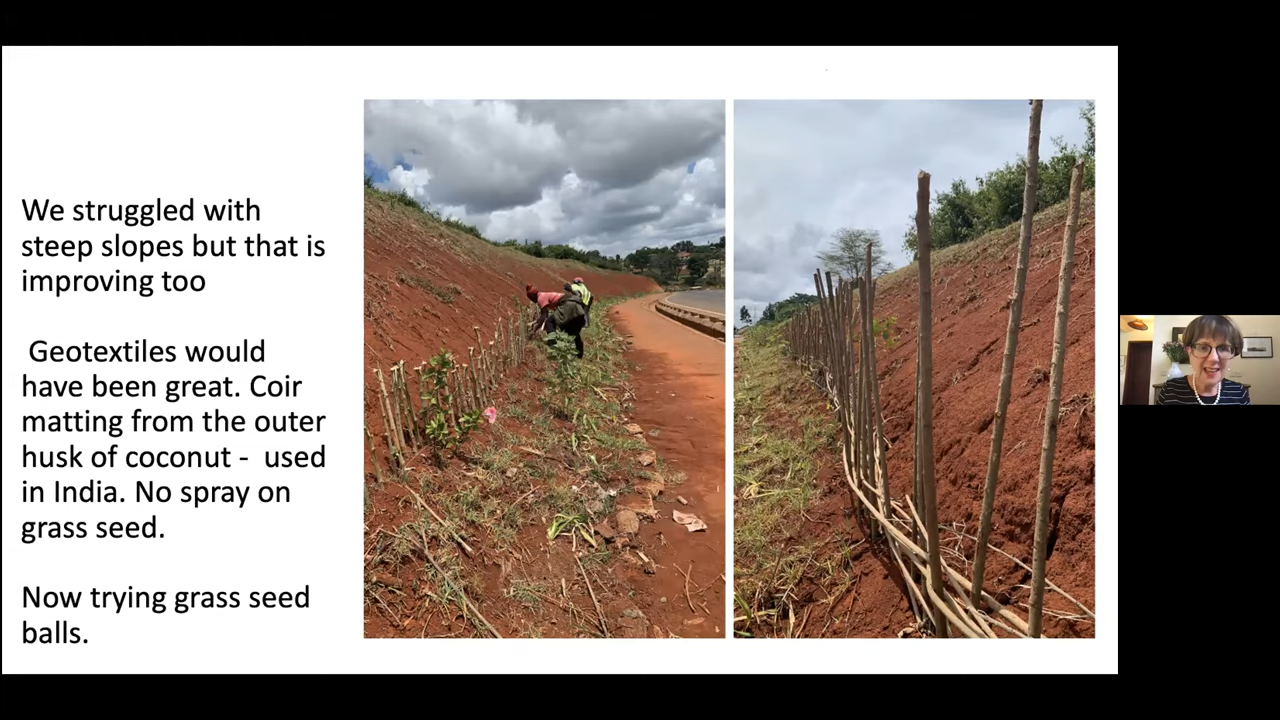 We struggled with
steep slopes but that is
improving too
Geotextiles would
have been great. Coir
matting from the outer
husk of coconut - used
in India. No spray on
grass seed.
Now trying grass seed
balls.